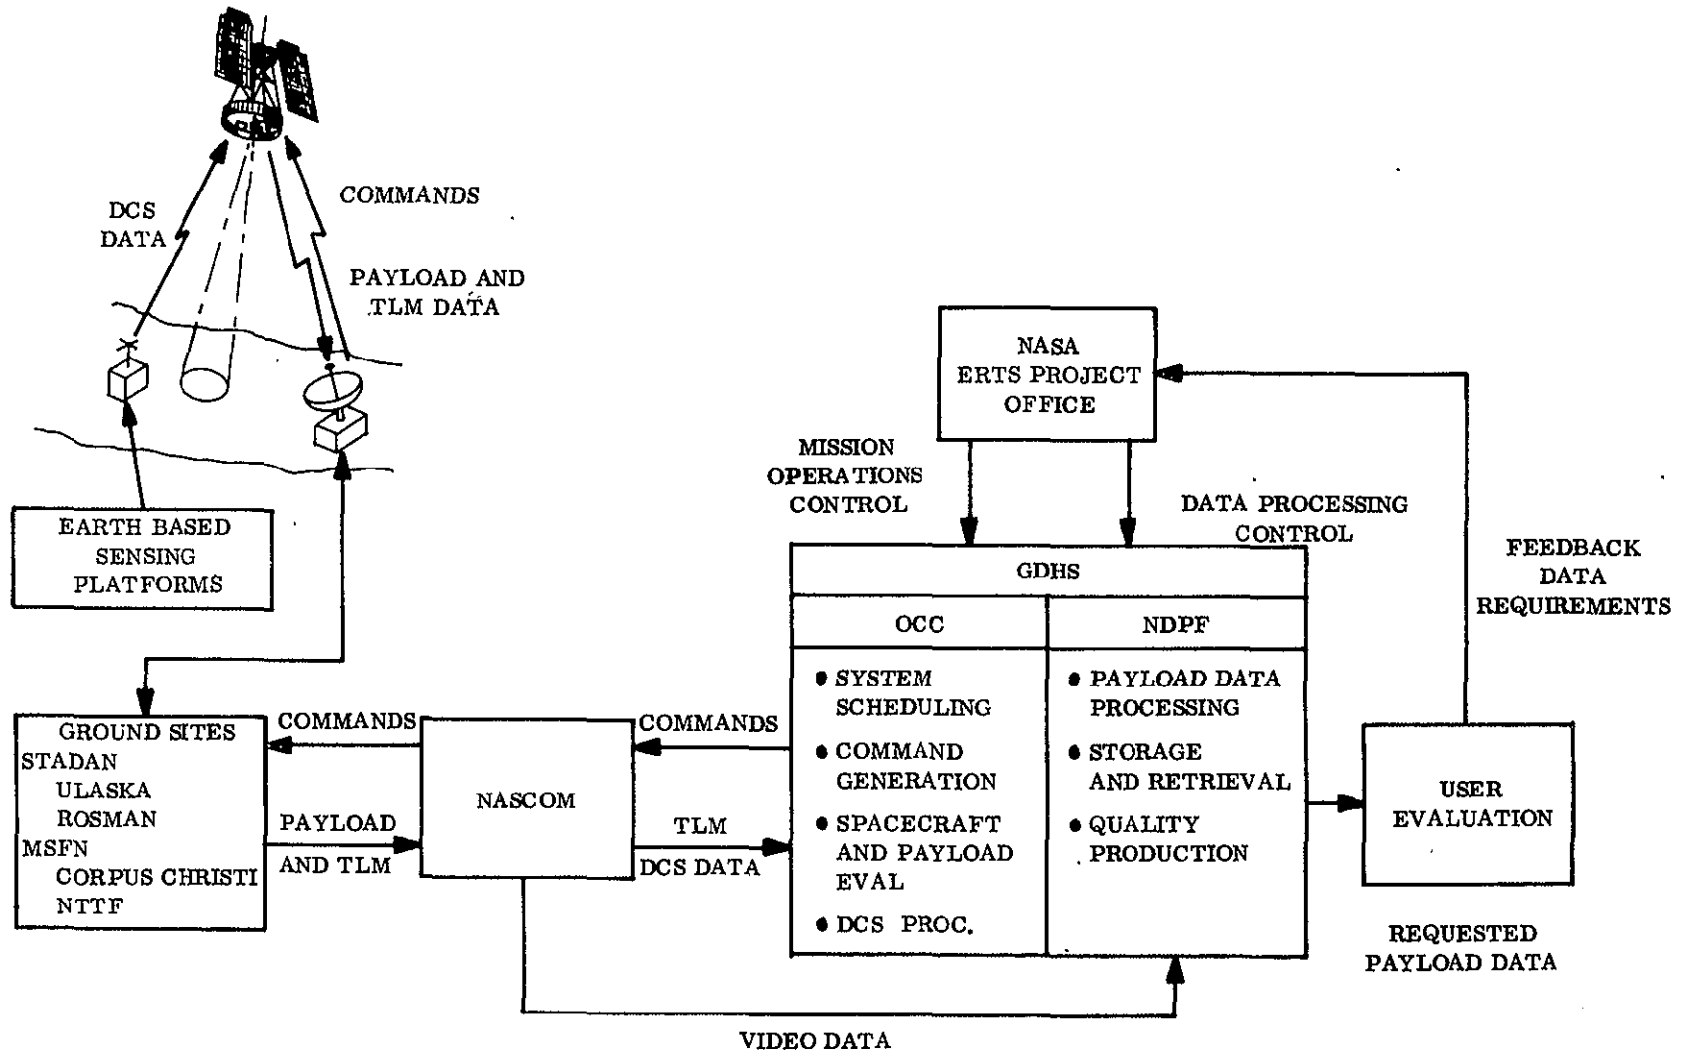 COMMANDS
DCS
DATA
PAYLOAD AND
TLM DATA
EARTH BASED
SENSING
PLATFORMS
NASA
ERTS PROJECT
OFFICE
MISSION
OPERATIONS
CONTROL
DATA PROCESSING
CONTROL
FEEDBACK
DATA
REQUIREMENTS
GDHS
OCC
NDPF
● SYSTEM
SCHEDULING
● COMMAND
GENERATION
● SPACECRAFT
AND PAYLOAD
EVAL
● DCS PROC.
● PAYLOAD DATA
PROCESSING
● STORAGE
AND RETRIEVAL
● QUALITY
PRODUCTION
GROUND SITES
STADAN
ULASKA
ROSMAN
MSFN
CORPUS CHRISTI
NTTF
COMMANDS
PAYLOAD
AND TLM
NASCOM
COMMANDS
TLM
DCS DATA
USER
EVALUATION
REQUESTED
PAYLOAD DATA
VIDEO DATA